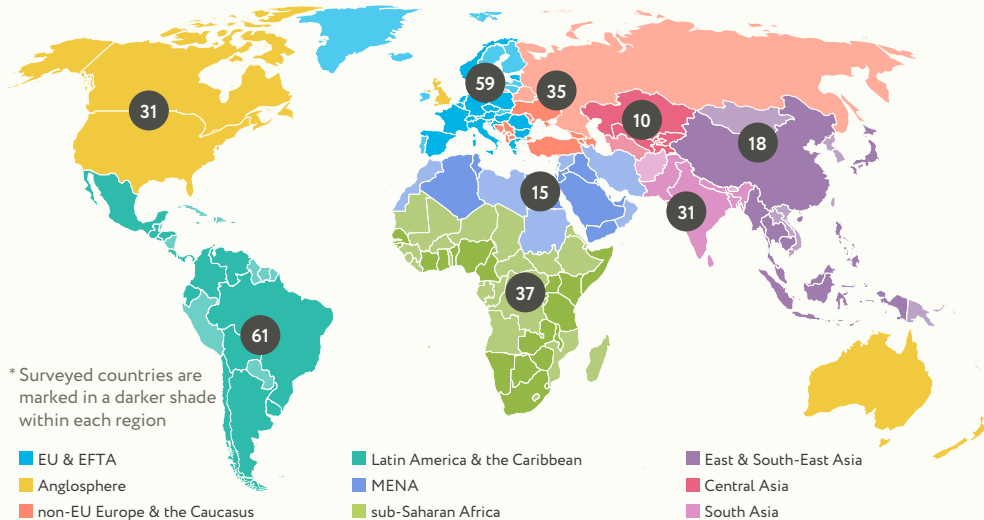 59
35
31
10
18
15
31
37
61
* Surveyed countries are
marked in a darker shade
within each region
EU & EFTA
Anglosphere
non-EU Europe & the Caucasus
Latin America & the Caribbean
MENA
sub-Saharan Africa
East & South-East Asia
Central Asia
South Asia